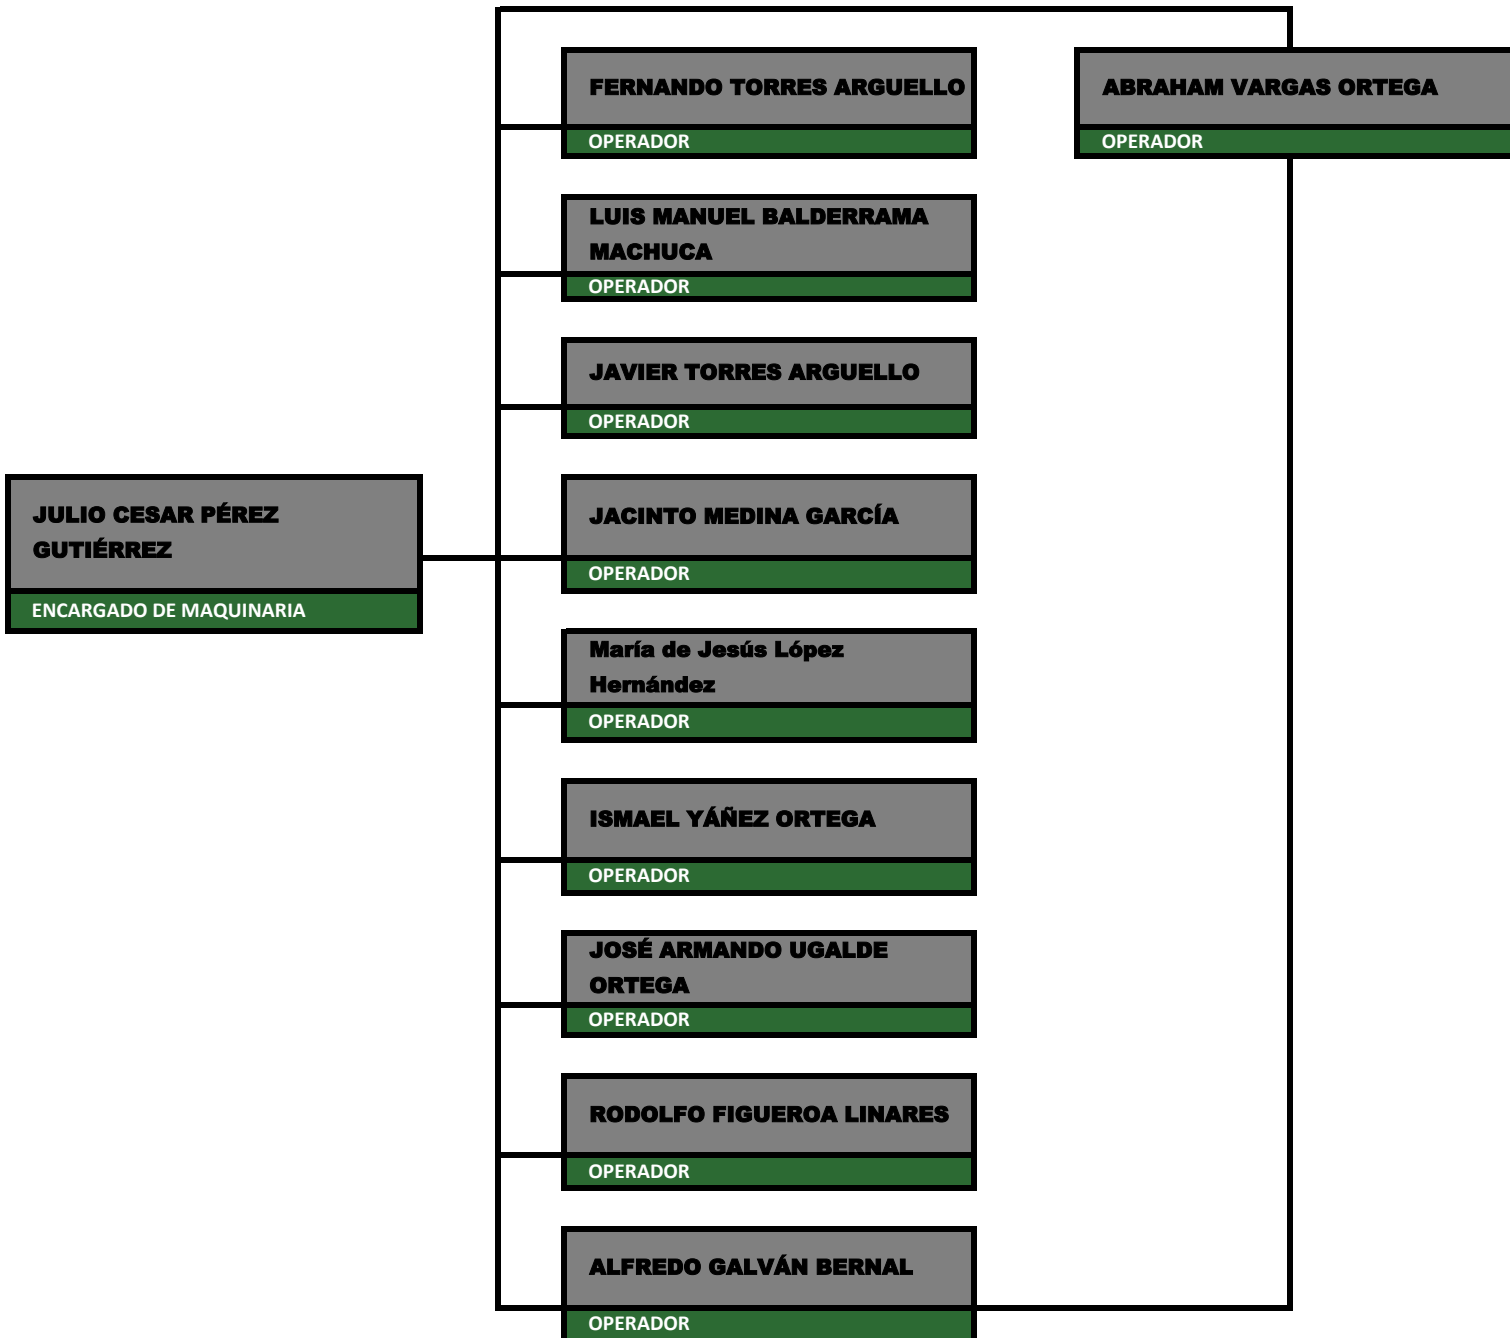 FERNANDO TORRES ARGUELLO
OPERADOR
ABRAHAM VARGAS ORTEGA
OPERADOR
LUIS MANUEL BALDERRAMA
MACHUCA
OPERADOR
JAVIER TORRES ARGUELLO
OPERADOR
JULIO CESAR PÉREZ
GUTIÉRREZ
ENCARGADO DE MAQUINARIA
JACINTO MEDINA GARCÍA
OPERADOR
María de Jesús López
Hernández
OPERADOR
ISMAEL YÁÑEZ ORTEGA
OPERADOR
JOSÉ ARMANDO UGALDE
ORTEGA
OPERADOR
RODOLFO FIGUEROA LINARES
OPERADOR
ALFREDO GALVÁN BERNAL
OPERADOR